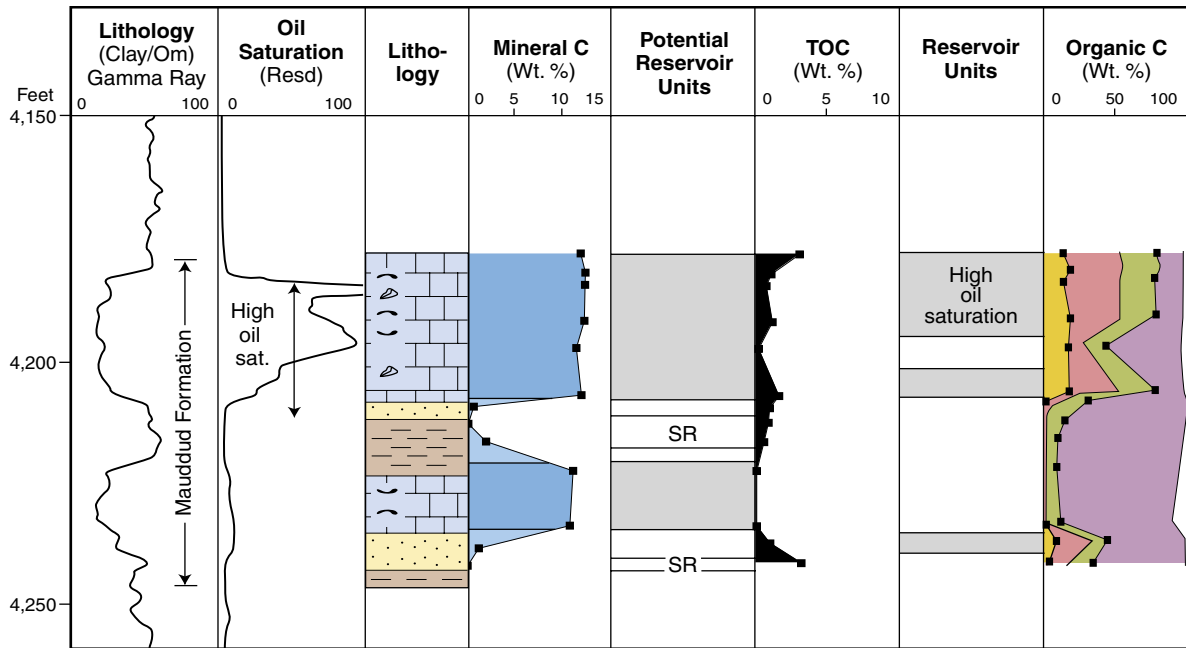 Lithology
(Clay/Om)
Gamma Ray
0 100
Oil
Saturation
(Resd)
0 100
Litho-
logy
Mineral C
(Wt. %)
0 5 10 15
Potential
Reservoir
Units
TOC
(Wt. %)
0 5 10
Reservoir
Units
Organic C
(Wt. %)
0 50 100
Feet
4,150
4,200
4,250
Mauddud Formation
High
oil
sat.
SR
SR
High
oil
saturation